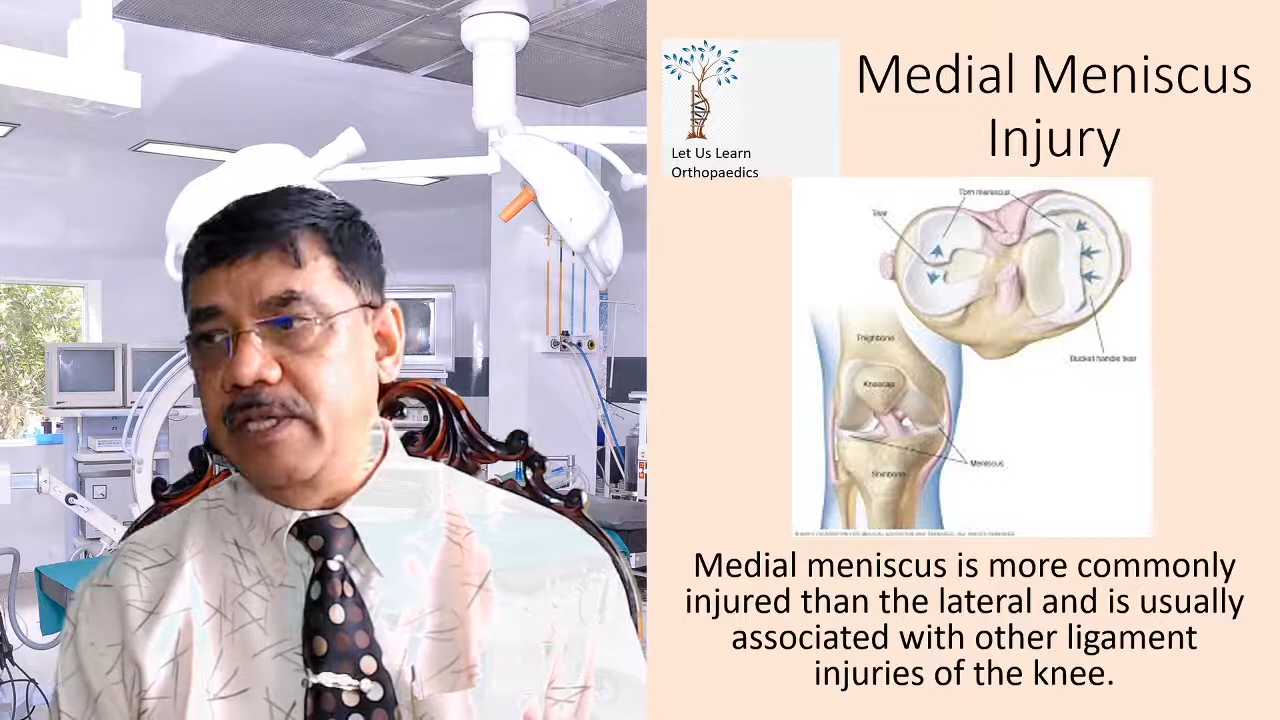 Medial Meniscus
Injury
Let Us Learn
Orthopaedics
Torn meniscus
Tear
Bucket handle tear
Thighbone
Kneecap
Meniscus
Shinbone
Medial meniscus is more commonly
injured than the lateral and is usually
associated with other ligament
injuries of the knee.